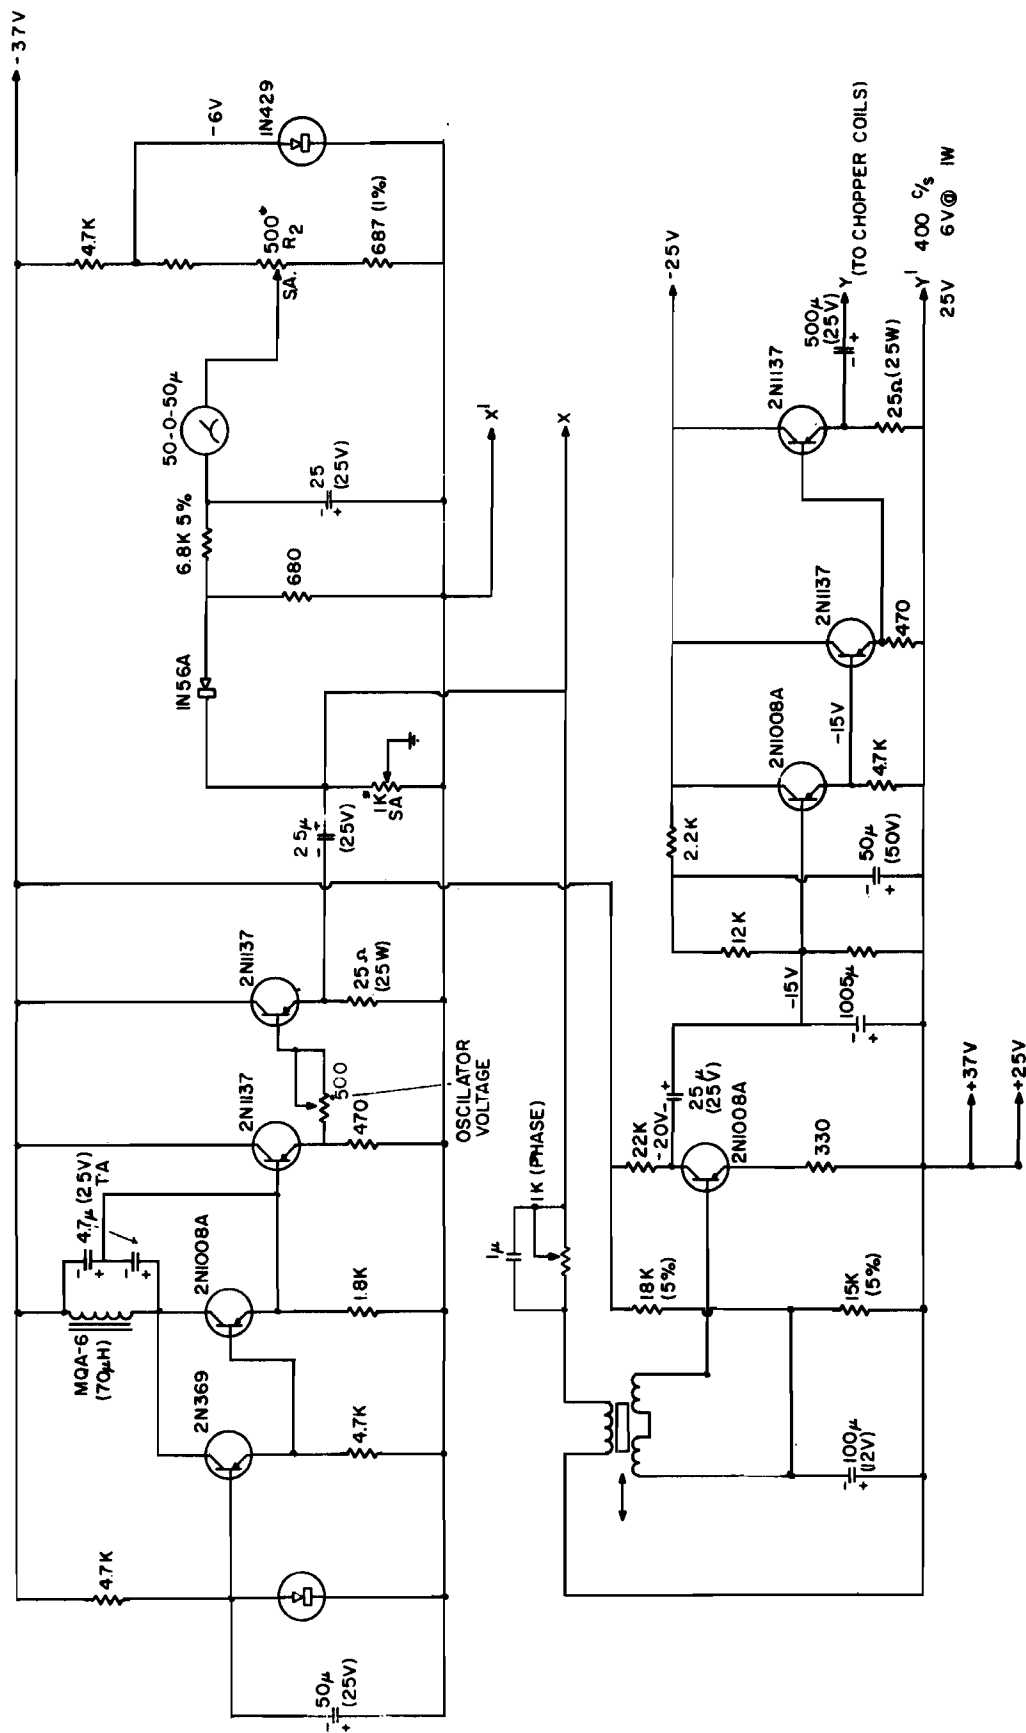 -37V
4.7K
50µ
(25V)
MQA-6
(70µH)
4.7µ (25V)
TA
2N369
4.7K
2N1008A
1.8K
2N1137
500
470
OSCILATOR
VOLTAGE
2N1137
25Ω
(25W)
25µ
(25V)
1K*
SA
1N56A
680
6.8K 5%
25
(25V)
50-0-50µ
4.7K
500*
R2
SA.
687 (1%)
-6V
1N429
X'
X
1µ
1K (PHASE)
18K
(5%)
15K
(5%)
100µ
(12V)
22K
-20V
25µ
(25V)
2N1008A
330
+37V
+25V
-15V
1005µ
12K
2.2K
50µ
(50V)
2N1008A
-15V
4.7K
2N1137
470
2N1137
500µ
(25V)
25Ω(25W)
-25V
Y (TO CHOPPER COILS)
Y' 400 C/S
25V 6V@ 1W